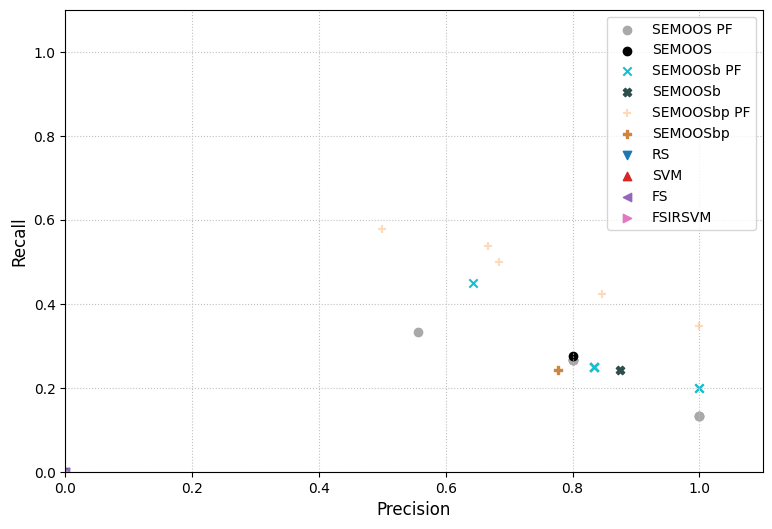 SEMOOS PF
SEMOOS
SEMOOSb PF
SEMOOSb
SEMOOSbp PF
SEMOOSbp
RS
SVM
FS
FSIRSVM
1.0
0.8
0.6
0.4
0.2
0.0
Recall
0.0 0.2 0.4 0.6 0.8 1.0
Precision